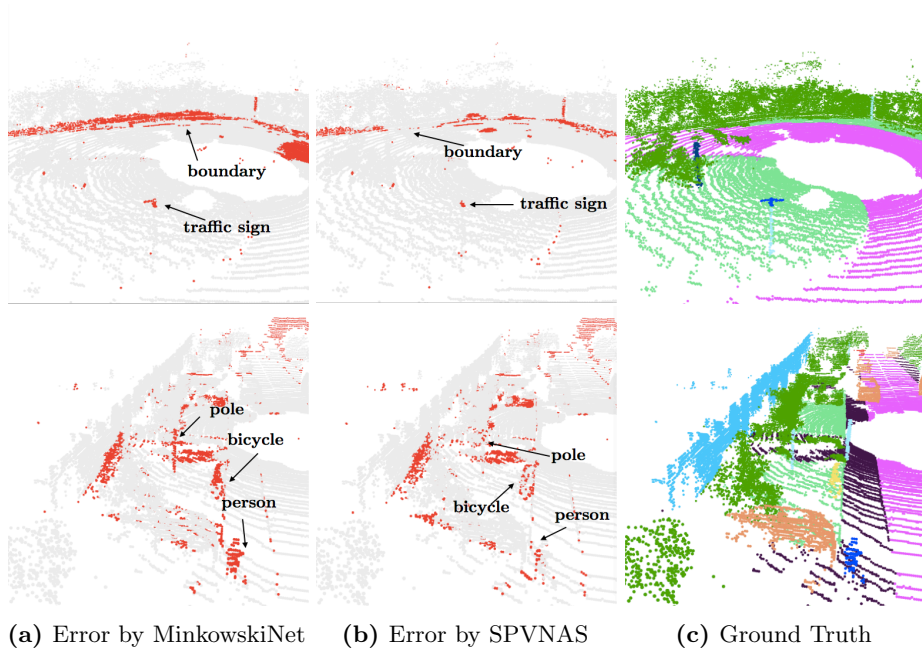 boundary
traffic sign
boundary
traffic sign
pole
bicycle
person
pole
bicycle
person
(a) Error by MinkowskiNet
(b) Error by SPVNAS
(c) Ground Truth